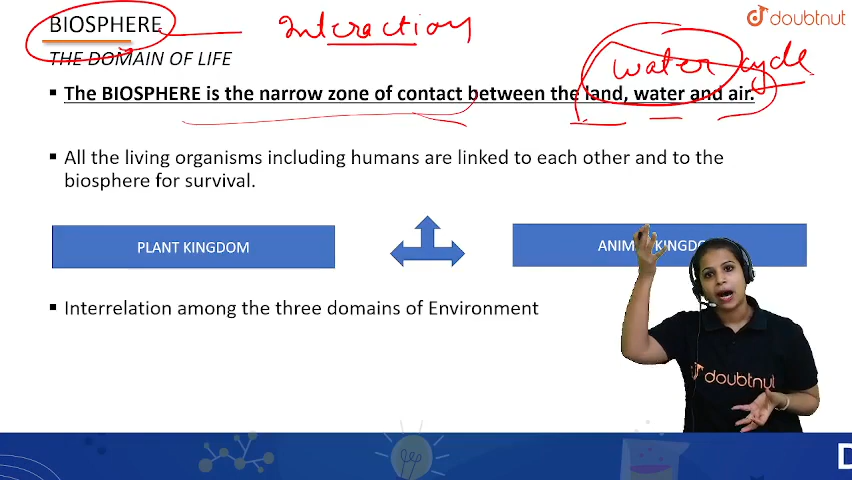 BIOSPHERE
Interaction
doubtnut
THE DOMAIN OF LIFE
water cycle
▪ The BIOSPHERE is the narrow zone of contact between the land, water and air.
▪ All the living organisms including humans are linked to each other and to the
biosphere for survival.
PLANT KINGDOM
▪ Interrelation among the three domains of Environment
doubtnut
D